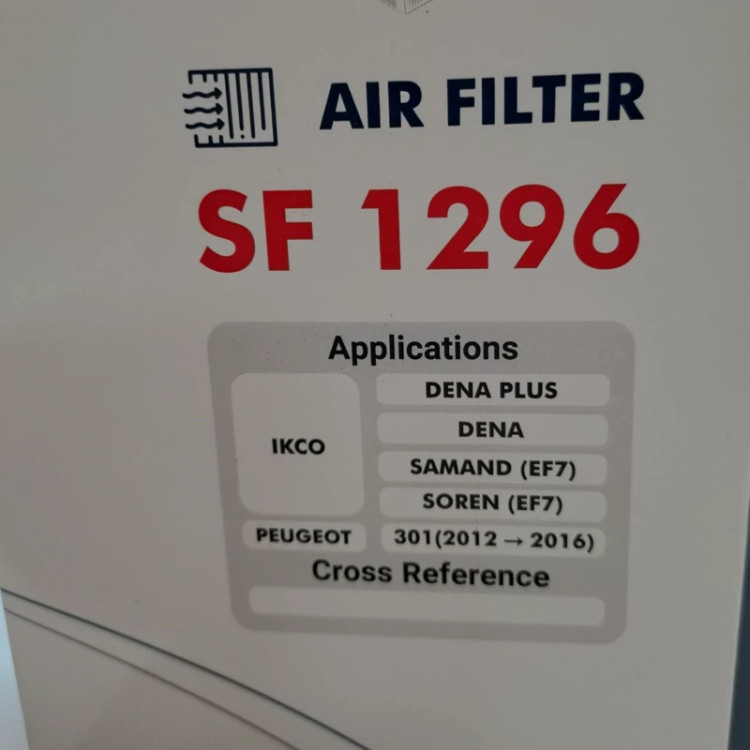 AIR FILTER
SF 1296
Applications
IKCO
DENA PLUS
DENA
SAMAND (EF7)
SOREN (EF7)
PEUGEOT 301(2012 → 2016)
Cross Reference